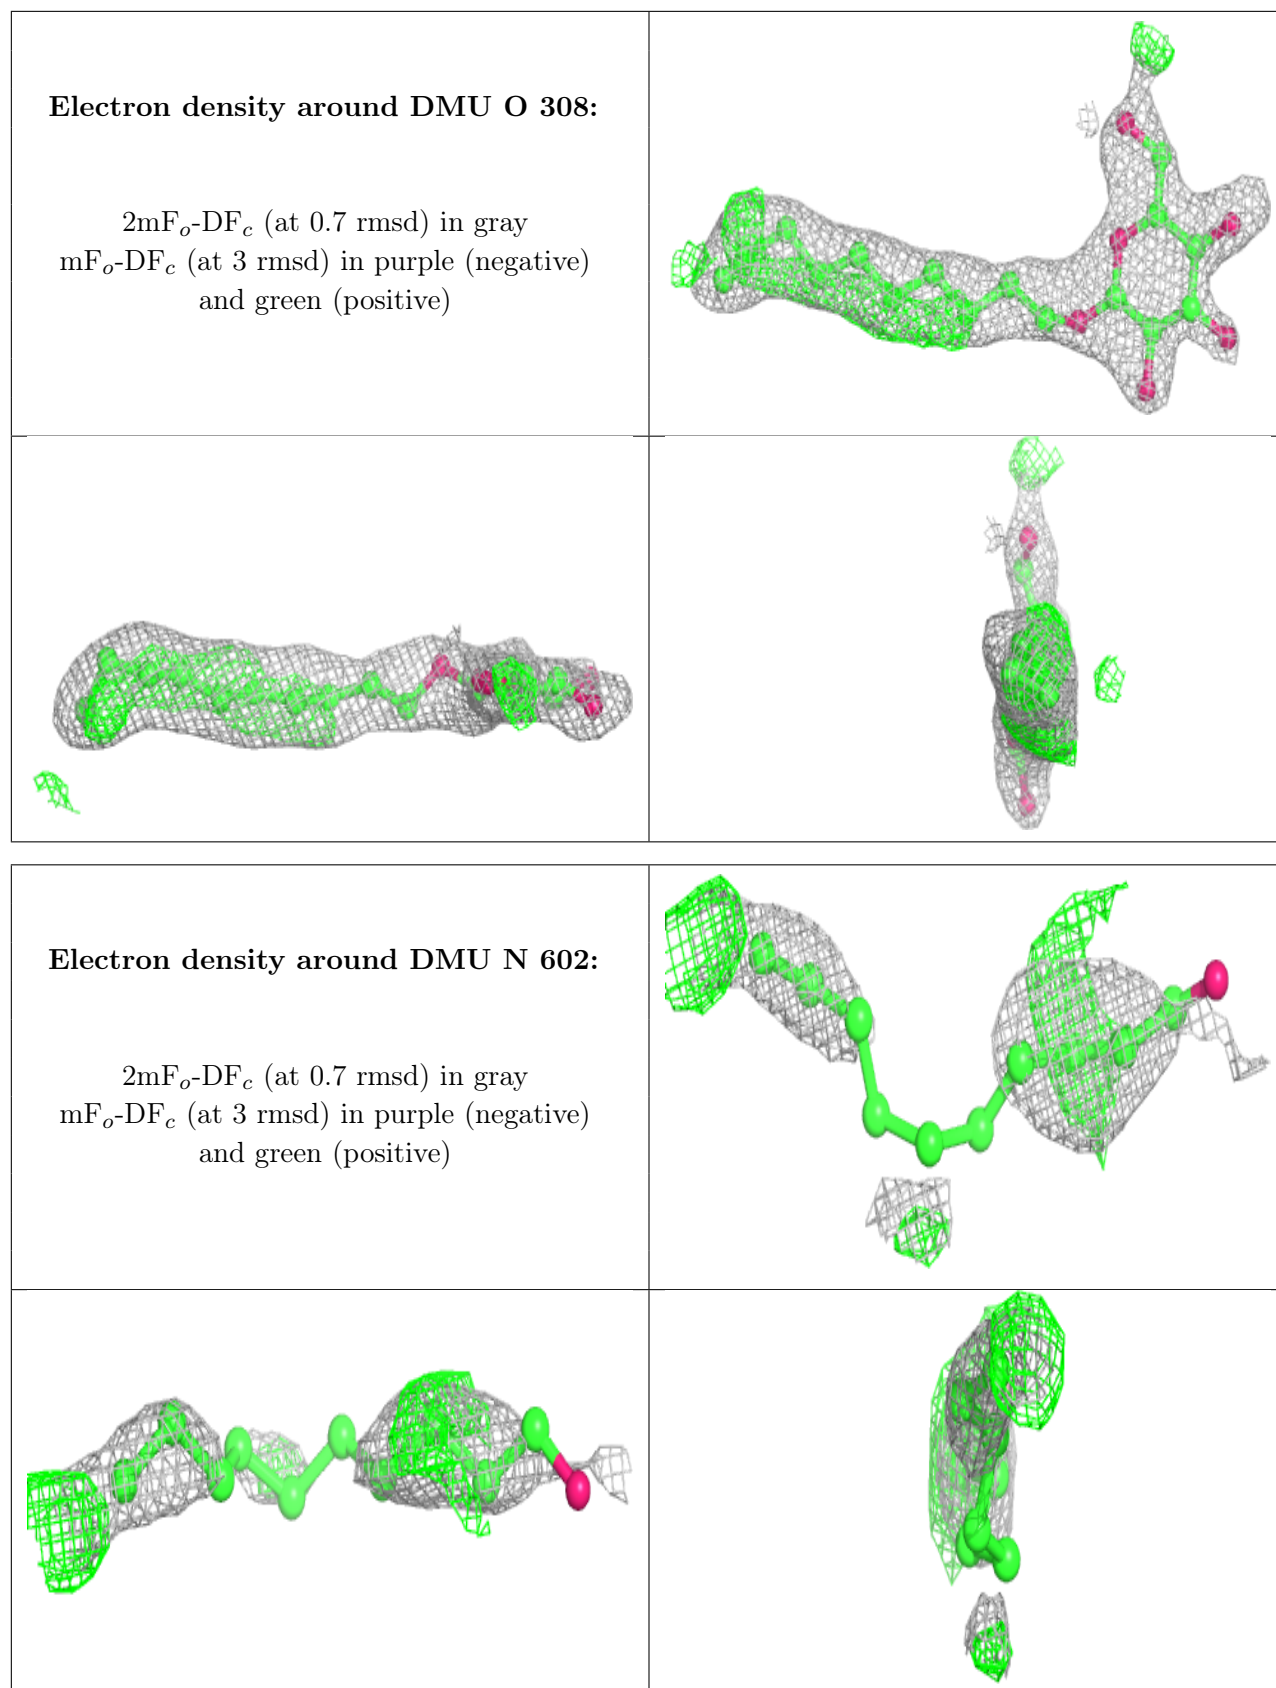 Electron density around DMU O 308:
2mFo-DFc (at 0.7 rmsd) in gray
mFo-DFc (at 3 rmsd) in purple (negative)
and green (positive)
Electron density around DMU N 602:
2mFo-DFc (at 0.7 rmsd) in gray
mFo-DFc (at 3 rmsd) in purple (negative)
and green (positive)